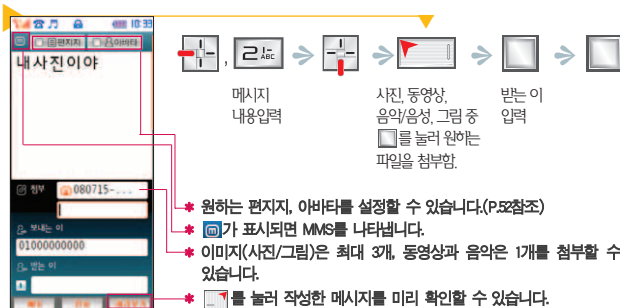 10:33
편지지
아바타
내사진이야
첨부 080715-...
보내는 이
01000000000
받는 이
, 2 ABC
메시지
내용입력
사진, 동영상,
음악/음성, 그림 중
를 눌러 원하는
파일을 첨부함.
받는 이
입력
* 원하는 편지지, 아바타를 설정할 수 있습니다.(P.52참조)
* m가 표시되면 MMS를 나타냅니다.
* 이미지(사진/그림)은 최대 3개, 동영상과 음악은 1개를 첨부할 수
있습니다.
* 를 눌러 작성한 메시지를 미리 확인할 수 있습니다.